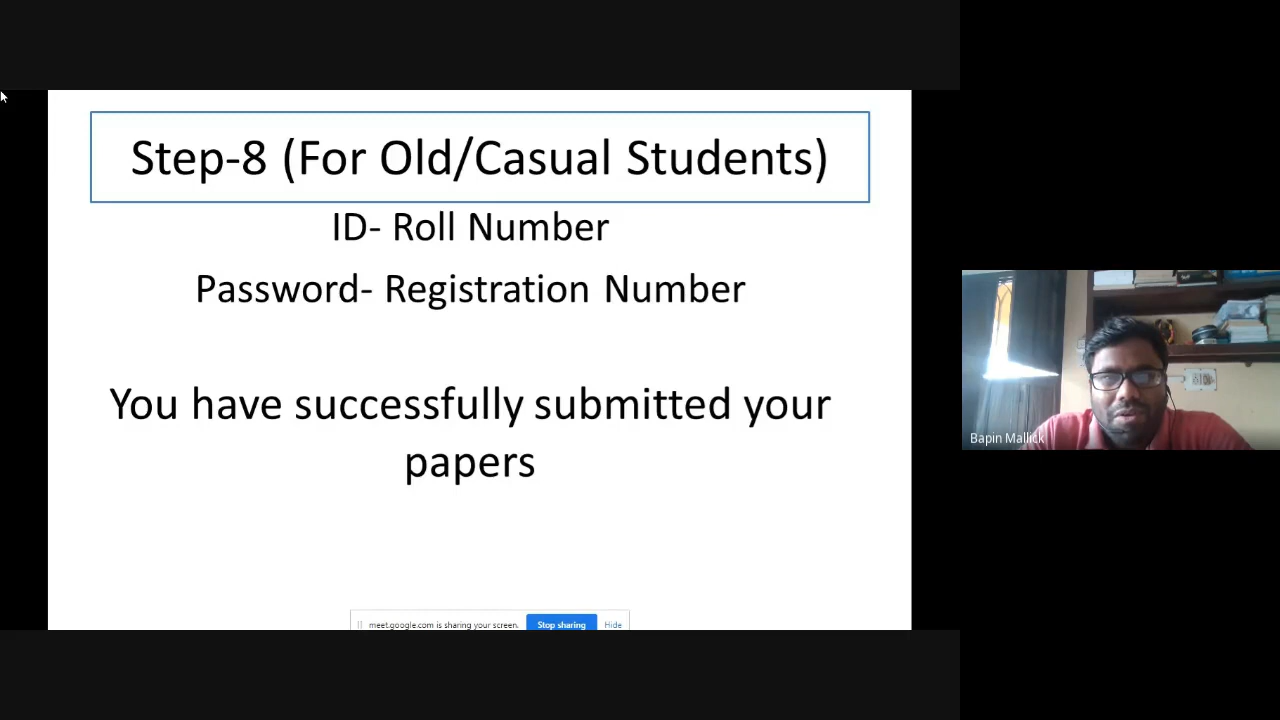 Step-8 (For Old/Casual Students)
ID- Roll Number
Password- Registration Number
You have successfully submitted your
papers
meet.google.com is sharing your screen.
Stop sharing
Hide
Bapin Mallick